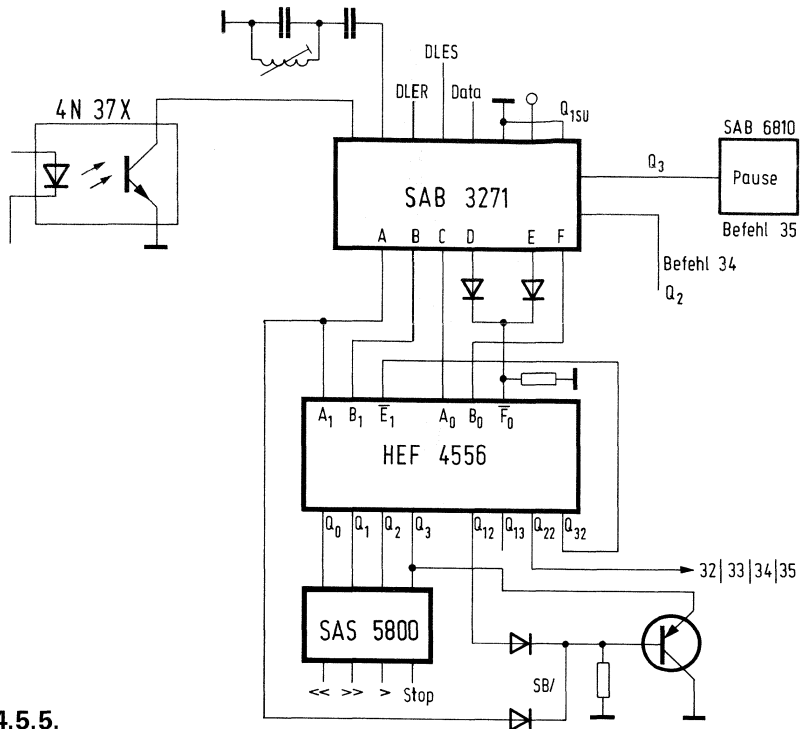 DLES
4N 37X
DLER
Data
Q1SU
SAB 6810
Q3
Pause
SAB 3271
A B C D E F
Befehl 35
Befehl 34
Q2
A1 B1 E̅1 A0 B0 F̅0
HEF 4556
Q0 Q1 Q2 Q3 Q12 Q13 Q22 Q32
32|33|34|35
SAS 5800
SB/
<< >> > Stop
4.5.5.